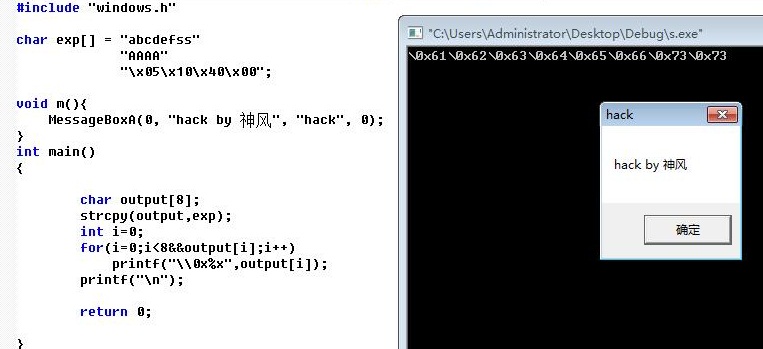 #include "windows.h"
char exp[] = "abcdefss"
"AAAA"
"\x05\x10\x40\x00";
void m(){
MessageBoxA(0, "hack by 神风", "hack", 0);
}
int main()
{
char output[8];
strcpy(output,exp);
int i=0;
for(i=0;i<8&&output[i];i++)
printf("\\0x%x",output[i]);
printf("\n");
return 0;
}
"C:\Users\Administrator\Desktop\Debug\s.exe"
\0x61\0x62\0x63\0x64\0x65\0x66\0x73\0x73
hack
hack by 神风
确定